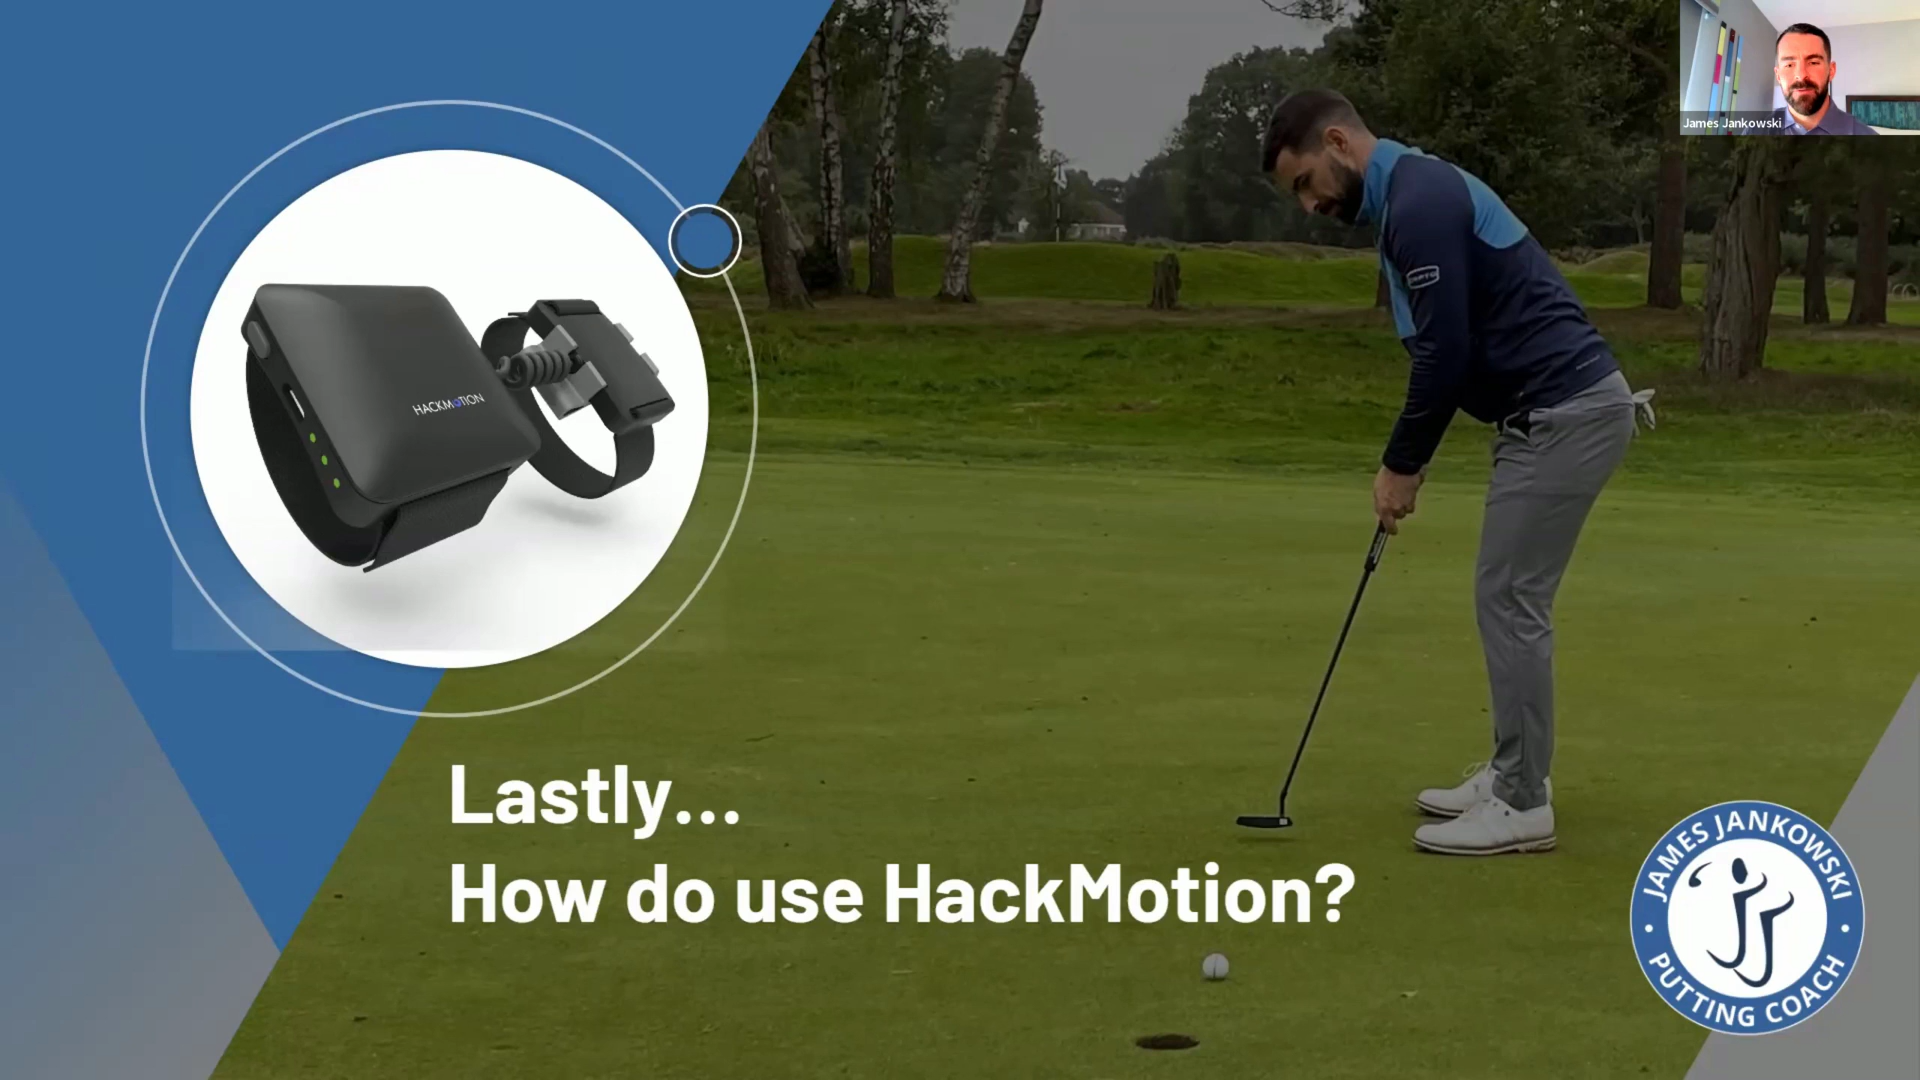 James Jankowski
HACKMOTION
Lastly...
How do use HackMotion?
JAMES JANKOWSKI
PUTTING COACH